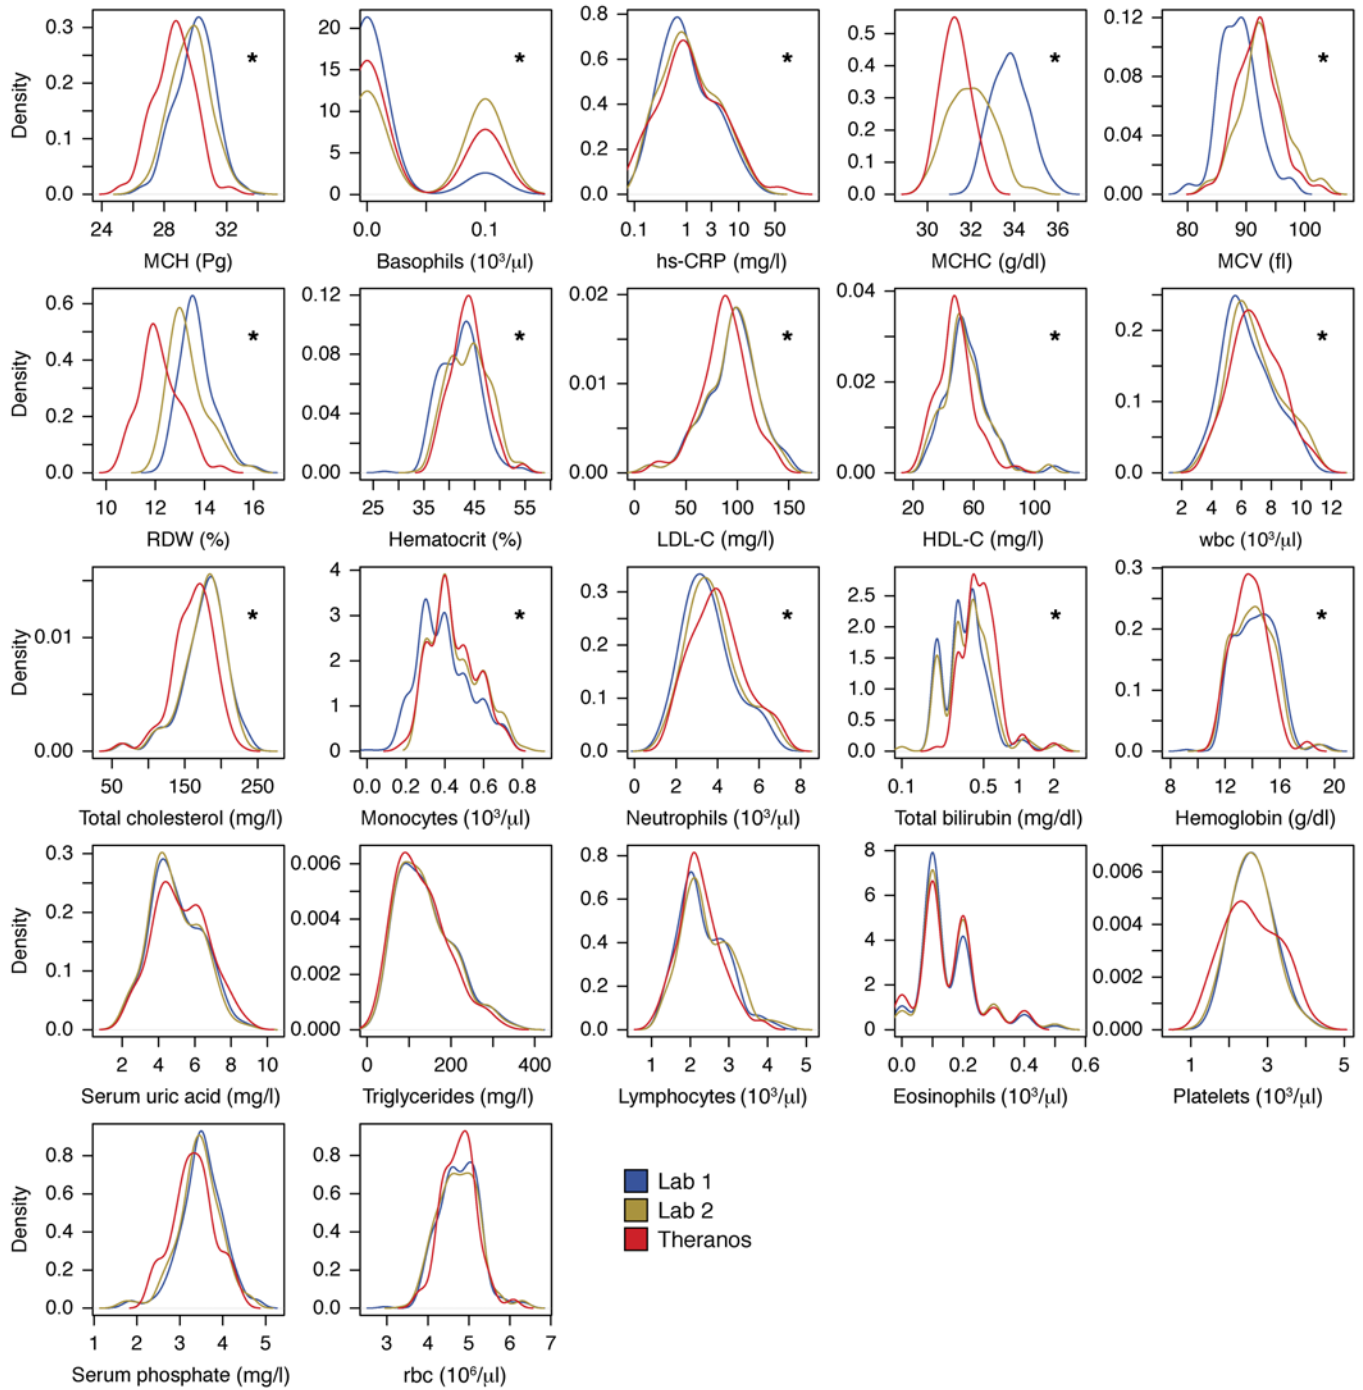 Density
0.3
0.2
0.1
0.0
24 28 32
MCH (Pg)
*
20
15
10
5
0
0.0 0.1
Basophils (10³/μl)
*
0.8
0.6
0.4
0.2
0.0
0.1 1 3 10 50
hs-CRP (mg/l)
*
0.5
0.4
0.3
0.2
0.1
0.0
30 32 34 36
MCHC (g/dl)
*
0.12
0.08
0.04
0.00
80 90 100
MCV (fl)
*
Density
0.6
0.4
0.2
0.0
10 12 14 16
RDW (%)
*
0.12
0.08
0.04
0.00
25 35 45 55
Hematocrit (%)
*
0.02
0.01
0.00
0 50 100 150
LDL-C (mg/l)
*
0.04
0.02
0.00
20 60 100
HDL-C (mg/l)
*
0.2
0.1
0.0
2 4 6 8 10 12
wbc (10³/μl)
*
Density
0.01
0.00
50 150 250
Total cholesterol (mg/l)
*
4
3
2
1
0
0.0 0.2 0.4 0.6 0.8
Monocytes (10³/μl)
*
0.3
0.2
0.1
0.0
0 2 4 6 8
Neutrophils (10³/μl)
*
2.5
2.0
1.5
1.0
0.5
0.0
0.1 0.5 1 2
Total bilirubin (mg/dl)
*
0.3
0.2
0.1
0.0
8 12 16 20
Hemoglobin (g/dl)
*
Density
0.3
0.2
0.1
0.0
2 4 6 8 10
Serum uric acid (mg/l)
0.006
0.004
0.002
0.000
0 200 400
Triglycerides (mg/l)
0.8
0.6
0.4
0.2
0.0
1 2 3 4 5
Lymphocytes (10³/μl)
8
6
4
2
0
0.0 0.2 0.4 0.6
Eosinophils (10³/μl)
0.006
0.004
0.002
0.000
1 3 5
Platelets (10³/μl)
Density
0.8
0.6
0.4
0.2
0.0
1 2 3 4 5
Serum phosphate (mg/l)
0.8
0.6
0.4
0.2
0.0
3 4 5 6 7
rbc (10⁶/μl)
Lab 1
Lab 2
Theranos